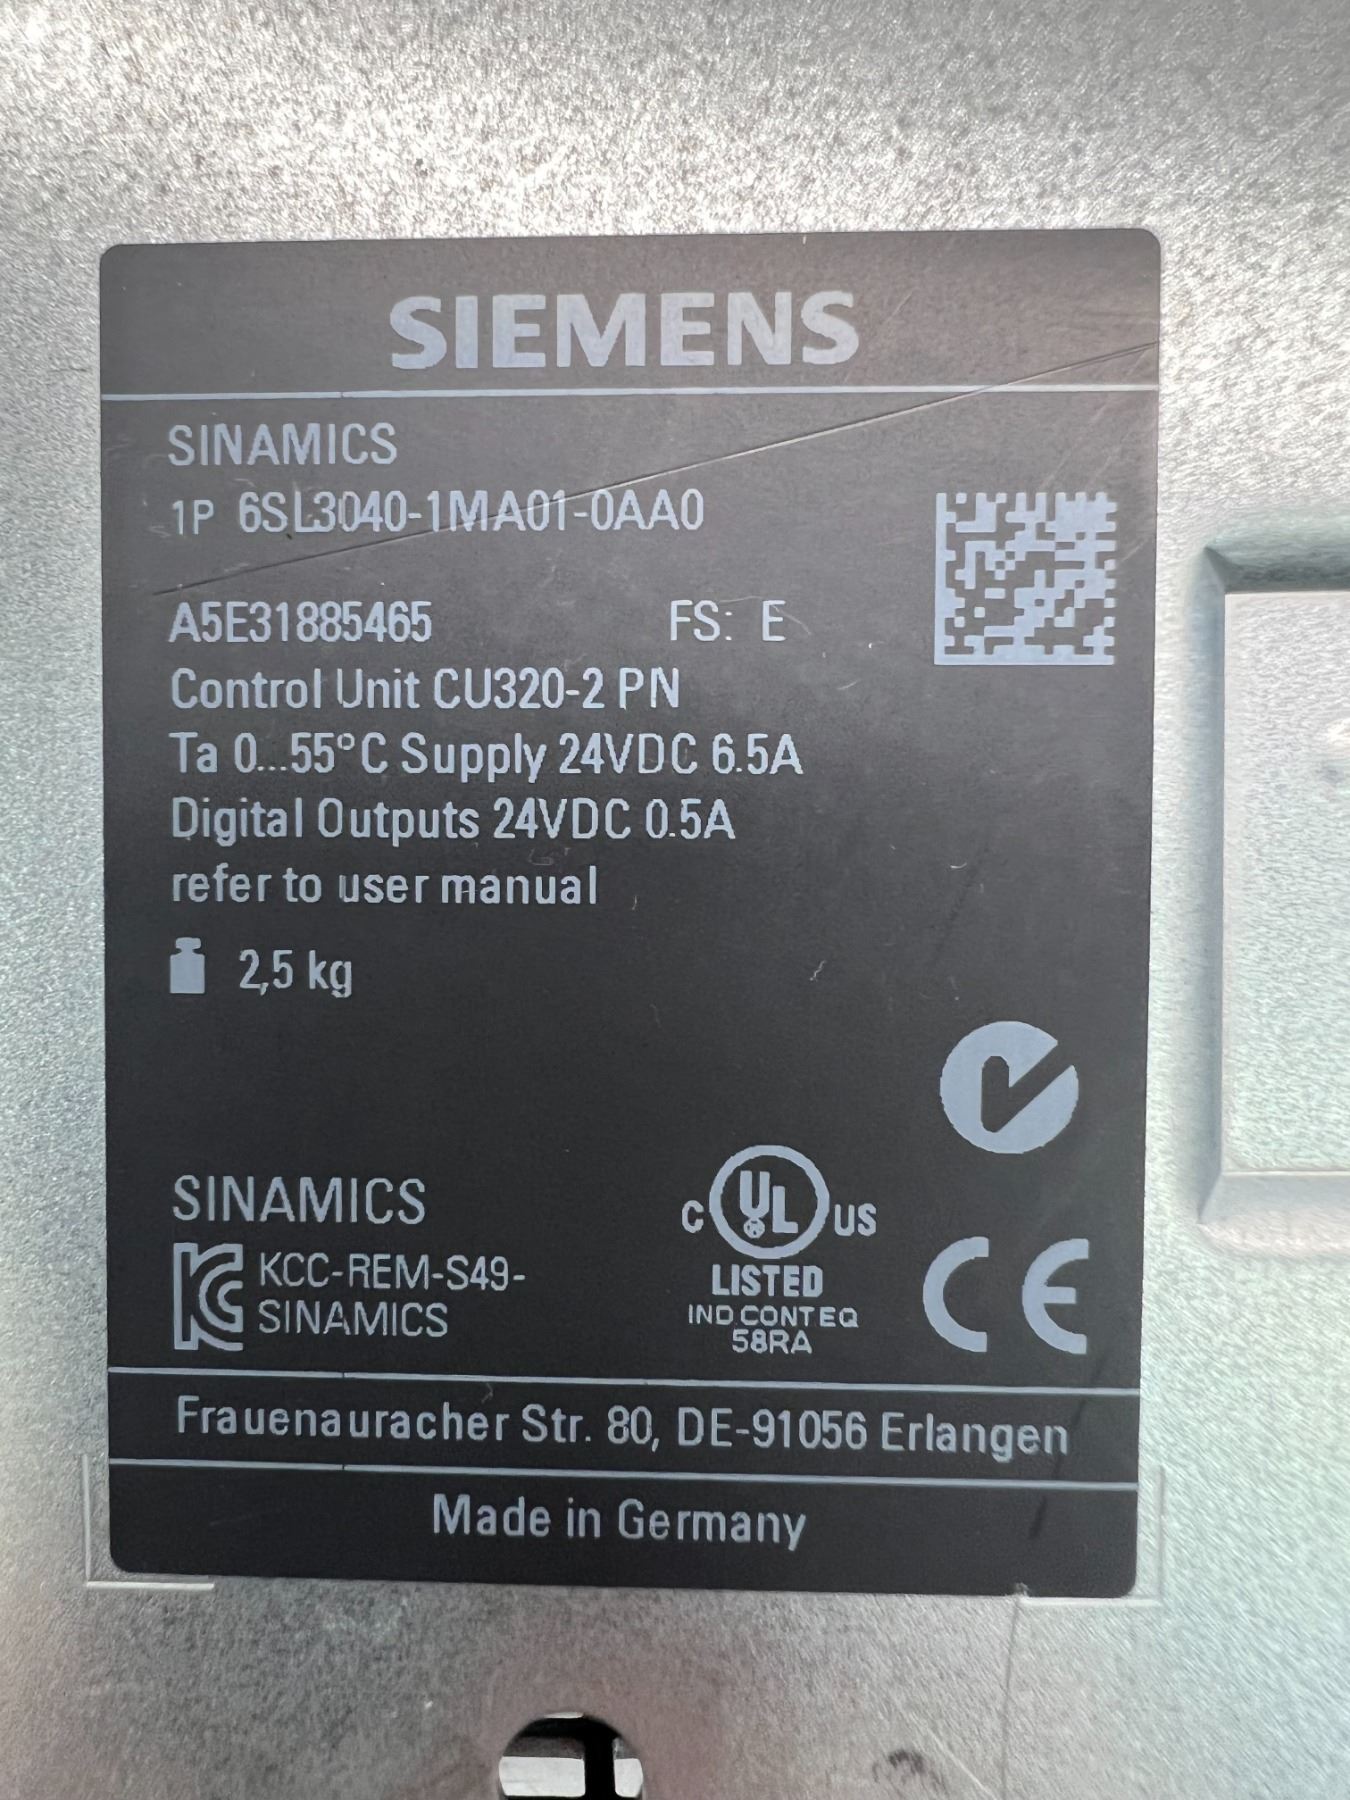 SIEMENS
SINAMICS
1P 6SL3040-1MA01-0AA0
A5E31885465 FS: E
Control Unit CU320-2 PN
Ta 0...55°C Supply 24VDC 6.5A
Digital Outputs 24VDC 0.5A
refer to user manual
2,5 kg
SINAMICS
KCC-REM-S49-
SINAMICS
C UL US
LISTED
IND.CONT.EQ
58RA
CE
Frauenauracher Str. 80, DE-91056 Erlangen
Made in Germany